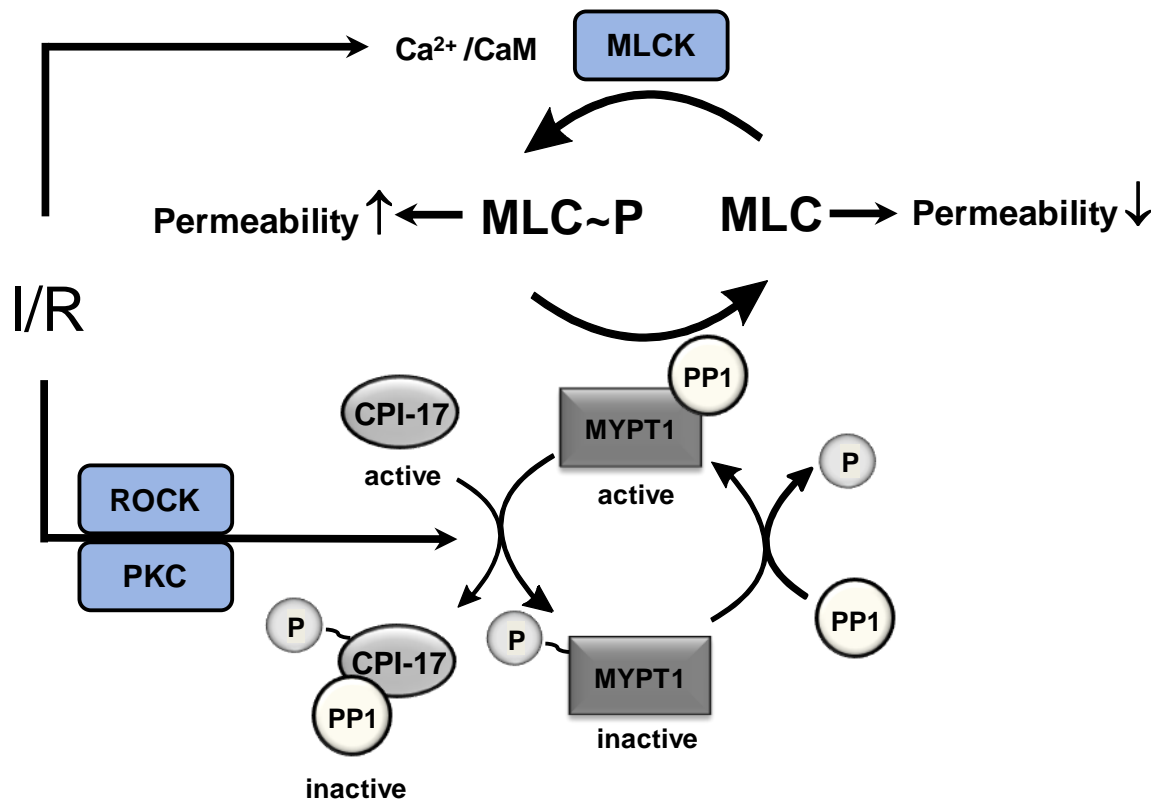 Ca²⁺ /CaM
MLCK
Permeability ↑
MLC~P
MLC
Permeability ↓
I/R
PP1
CPI-17
MYPT1
active
active
P
ROCK
PKC
P
CPI-17
PP1
inactive
P
MYPT1
inactive
PP1